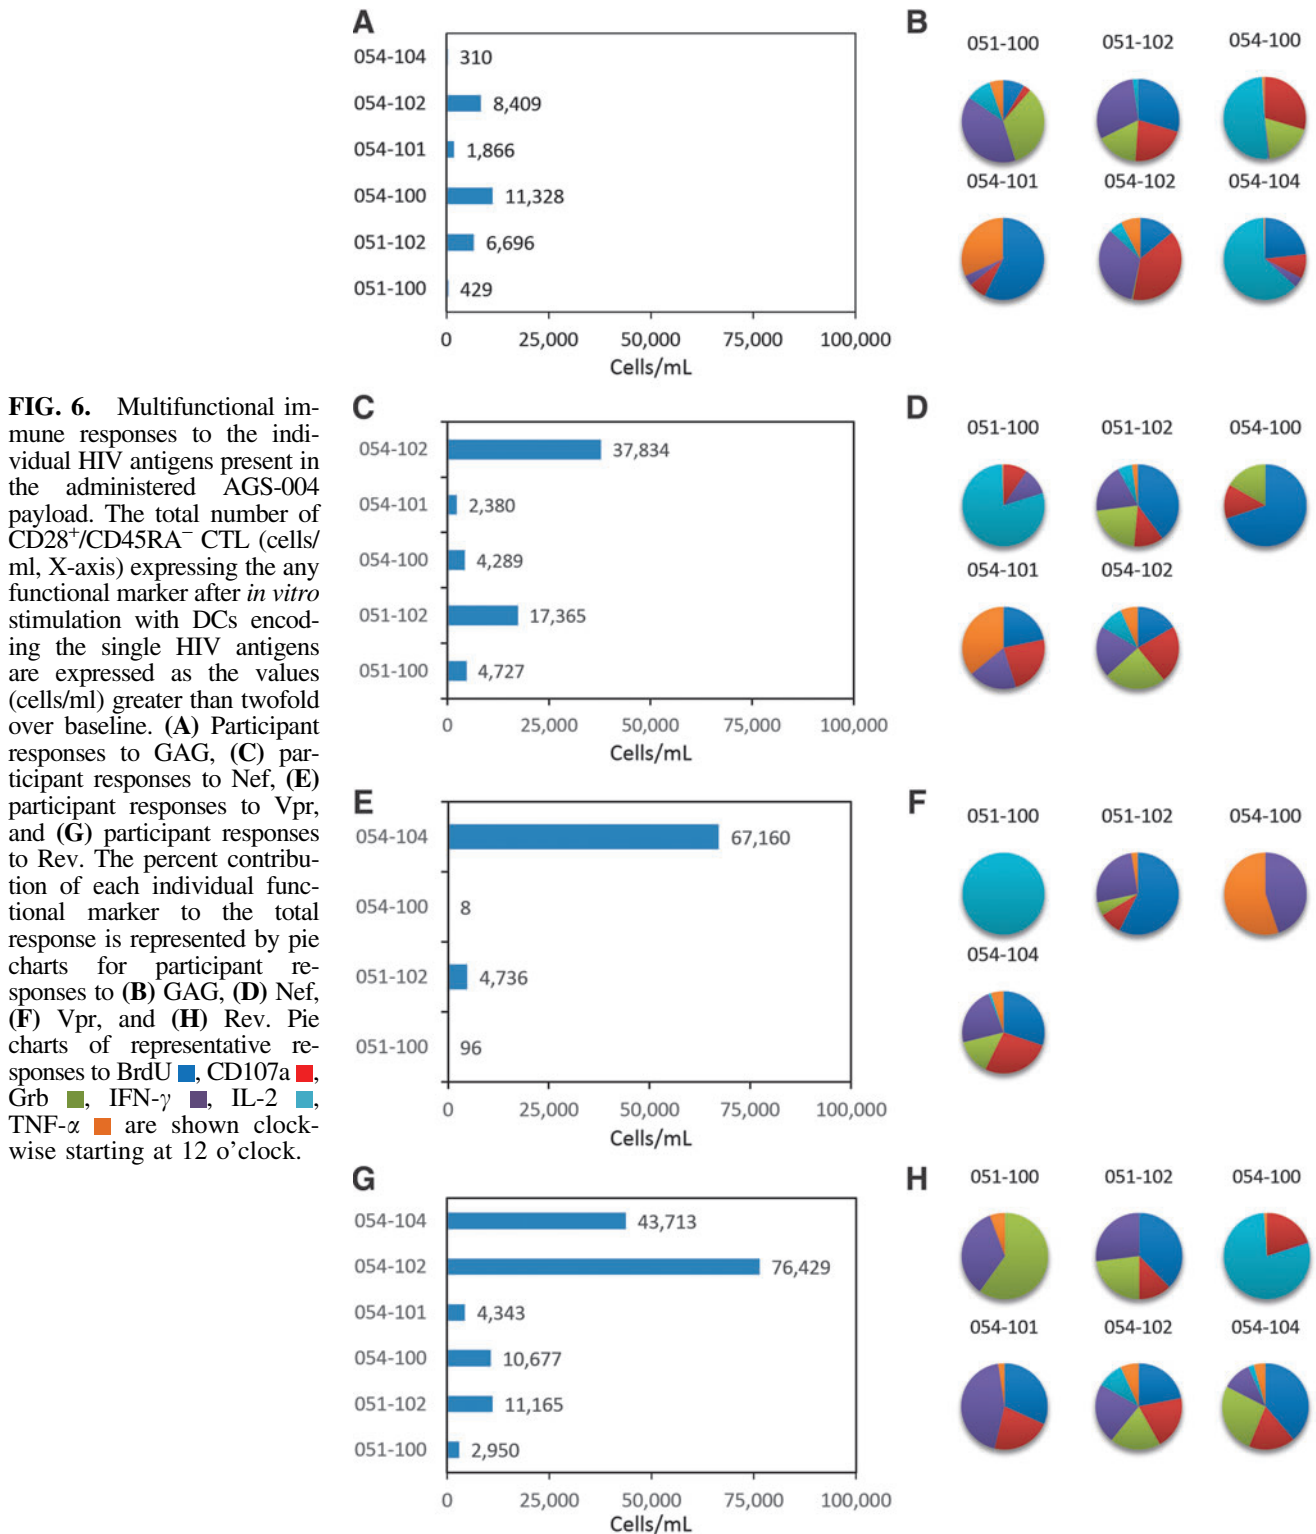 FIG. 6. Multifunctional im-
mune responses to the indi-
vidual HIV antigens present in
the administered AGS-004
payload. The total number of
CD28⁺/CD45RA⁻ CTL (cells/
ml, X-axis) expressing the any
functional marker after in vitro
stimulation with DCs encod-
ing the single HIV antigens
are expressed as the values
(cells/ml) greater than twofold
over baseline. (A) Participant
responses to GAG, (C) par-
ticipant responses to Nef, (E)
participant responses to Vpr,
and (G) participant responses
to Rev. The percent contribu-
tion of each individual func-
tional marker to the total
response is represented by pie
charts for participant re-
sponses to (B) GAG, (D) Nef,
(F) Vpr, and (H) Rev. Pie
charts of representative re-
sponses to BrdU ■, CD107a ■,
Grb ■, IFN-γ ■, IL-2 ■,
TNF-α ■ are shown clock-
wise starting at 12 o'clock.
A
054-104 310
054-102 8,409
054-101 1,866
054-100 11,328
051-102 6,696
051-100 429
0 25,000 50,000 75,000 100,000
Cells/mL
B
051-100 051-102 054-100
054-101 054-102 054-104
C
054-102 37,834
054-101 2,380
054-100 4,289
051-102 17,365
051-100 4,727
0 25,000 50,000 75,000 100,000
Cells/mL
D
051-100 051-102 054-100
054-101 054-102
E
054-104 67,160
054-100 8
051-102 4,736
051-100 96
0 25,000 50,000 75,000 100,000
Cells/mL
F
051-100 051-102 054-100
054-104
G
054-104 43,713
054-102 76,429
054-101 4,343
054-100 10,677
051-102 11,165
051-100 2,950
0 25,000 50,000 75,000 100,000
Cells/mL
H
051-100 051-102 054-100
054-101 054-102 054-104